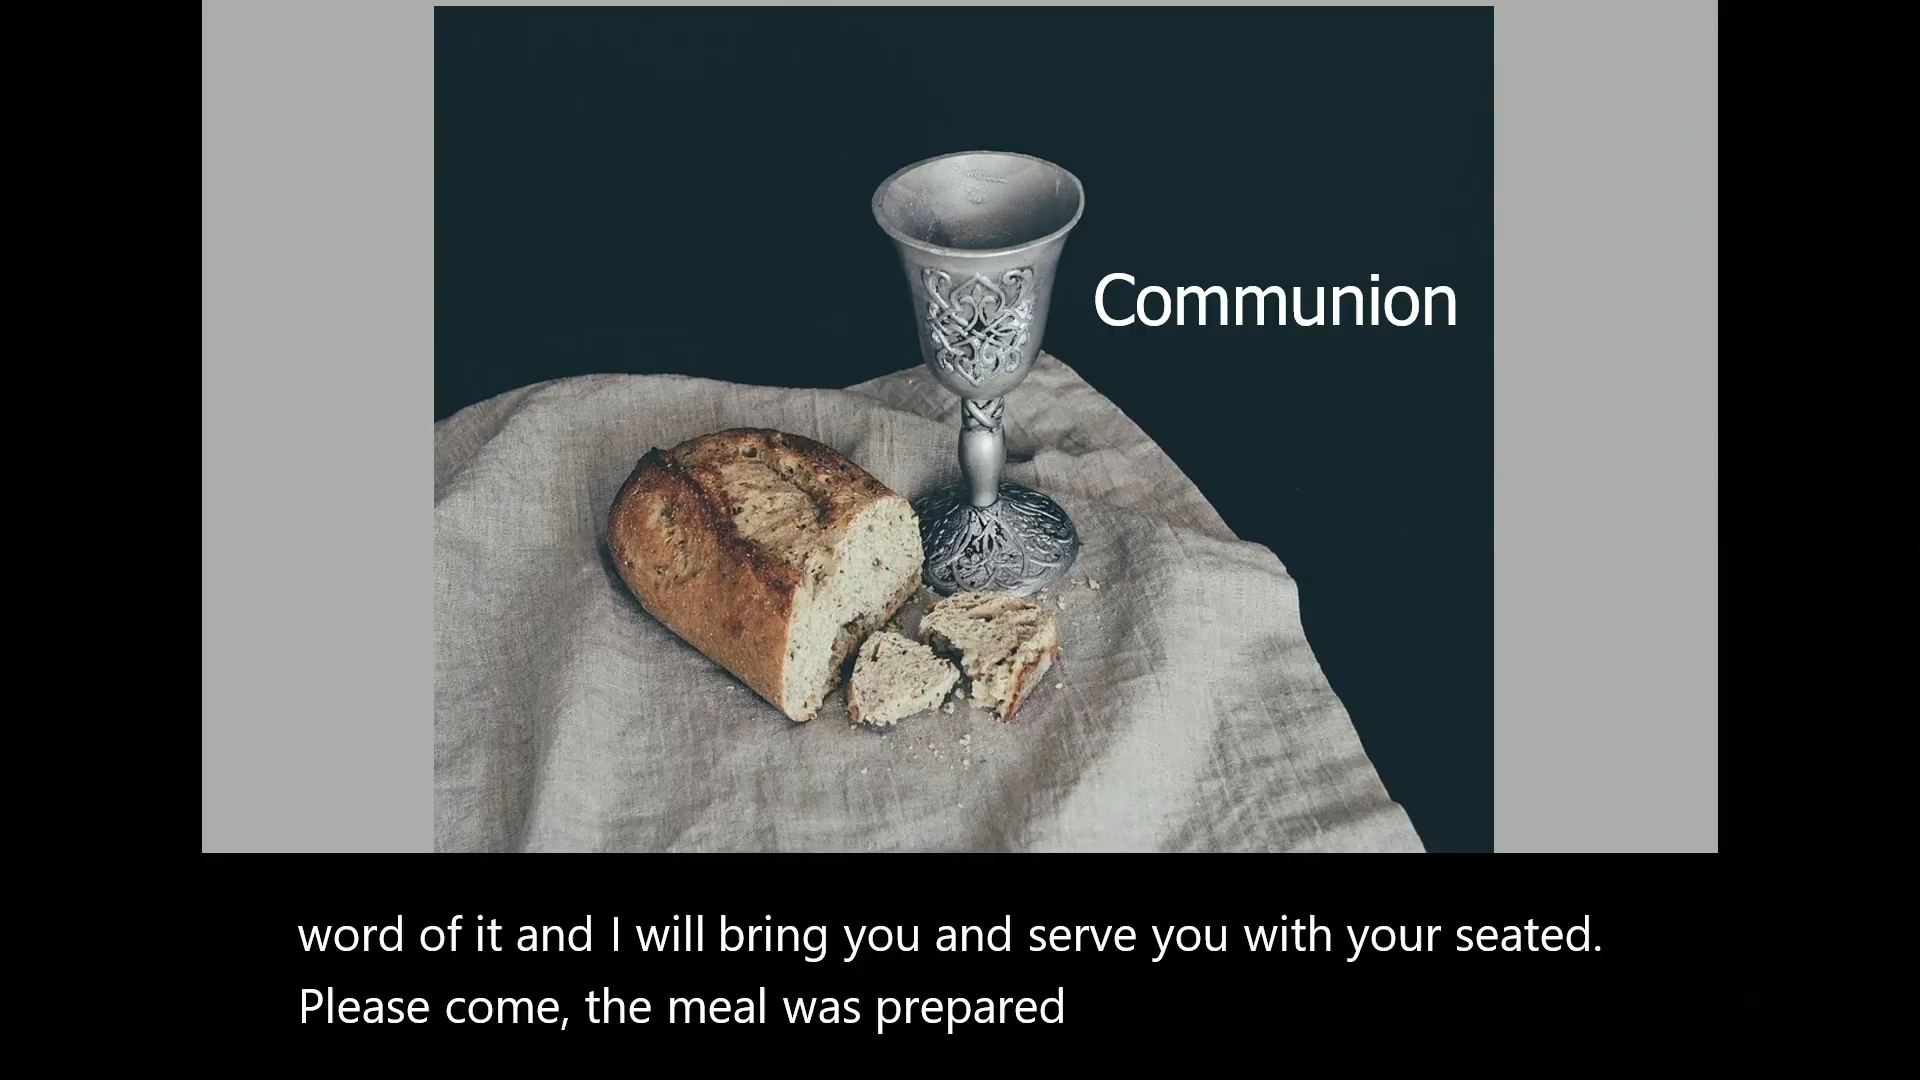 Communion
word of it and I will bring you and serve you with your seated.
Please come, the meal was prepared